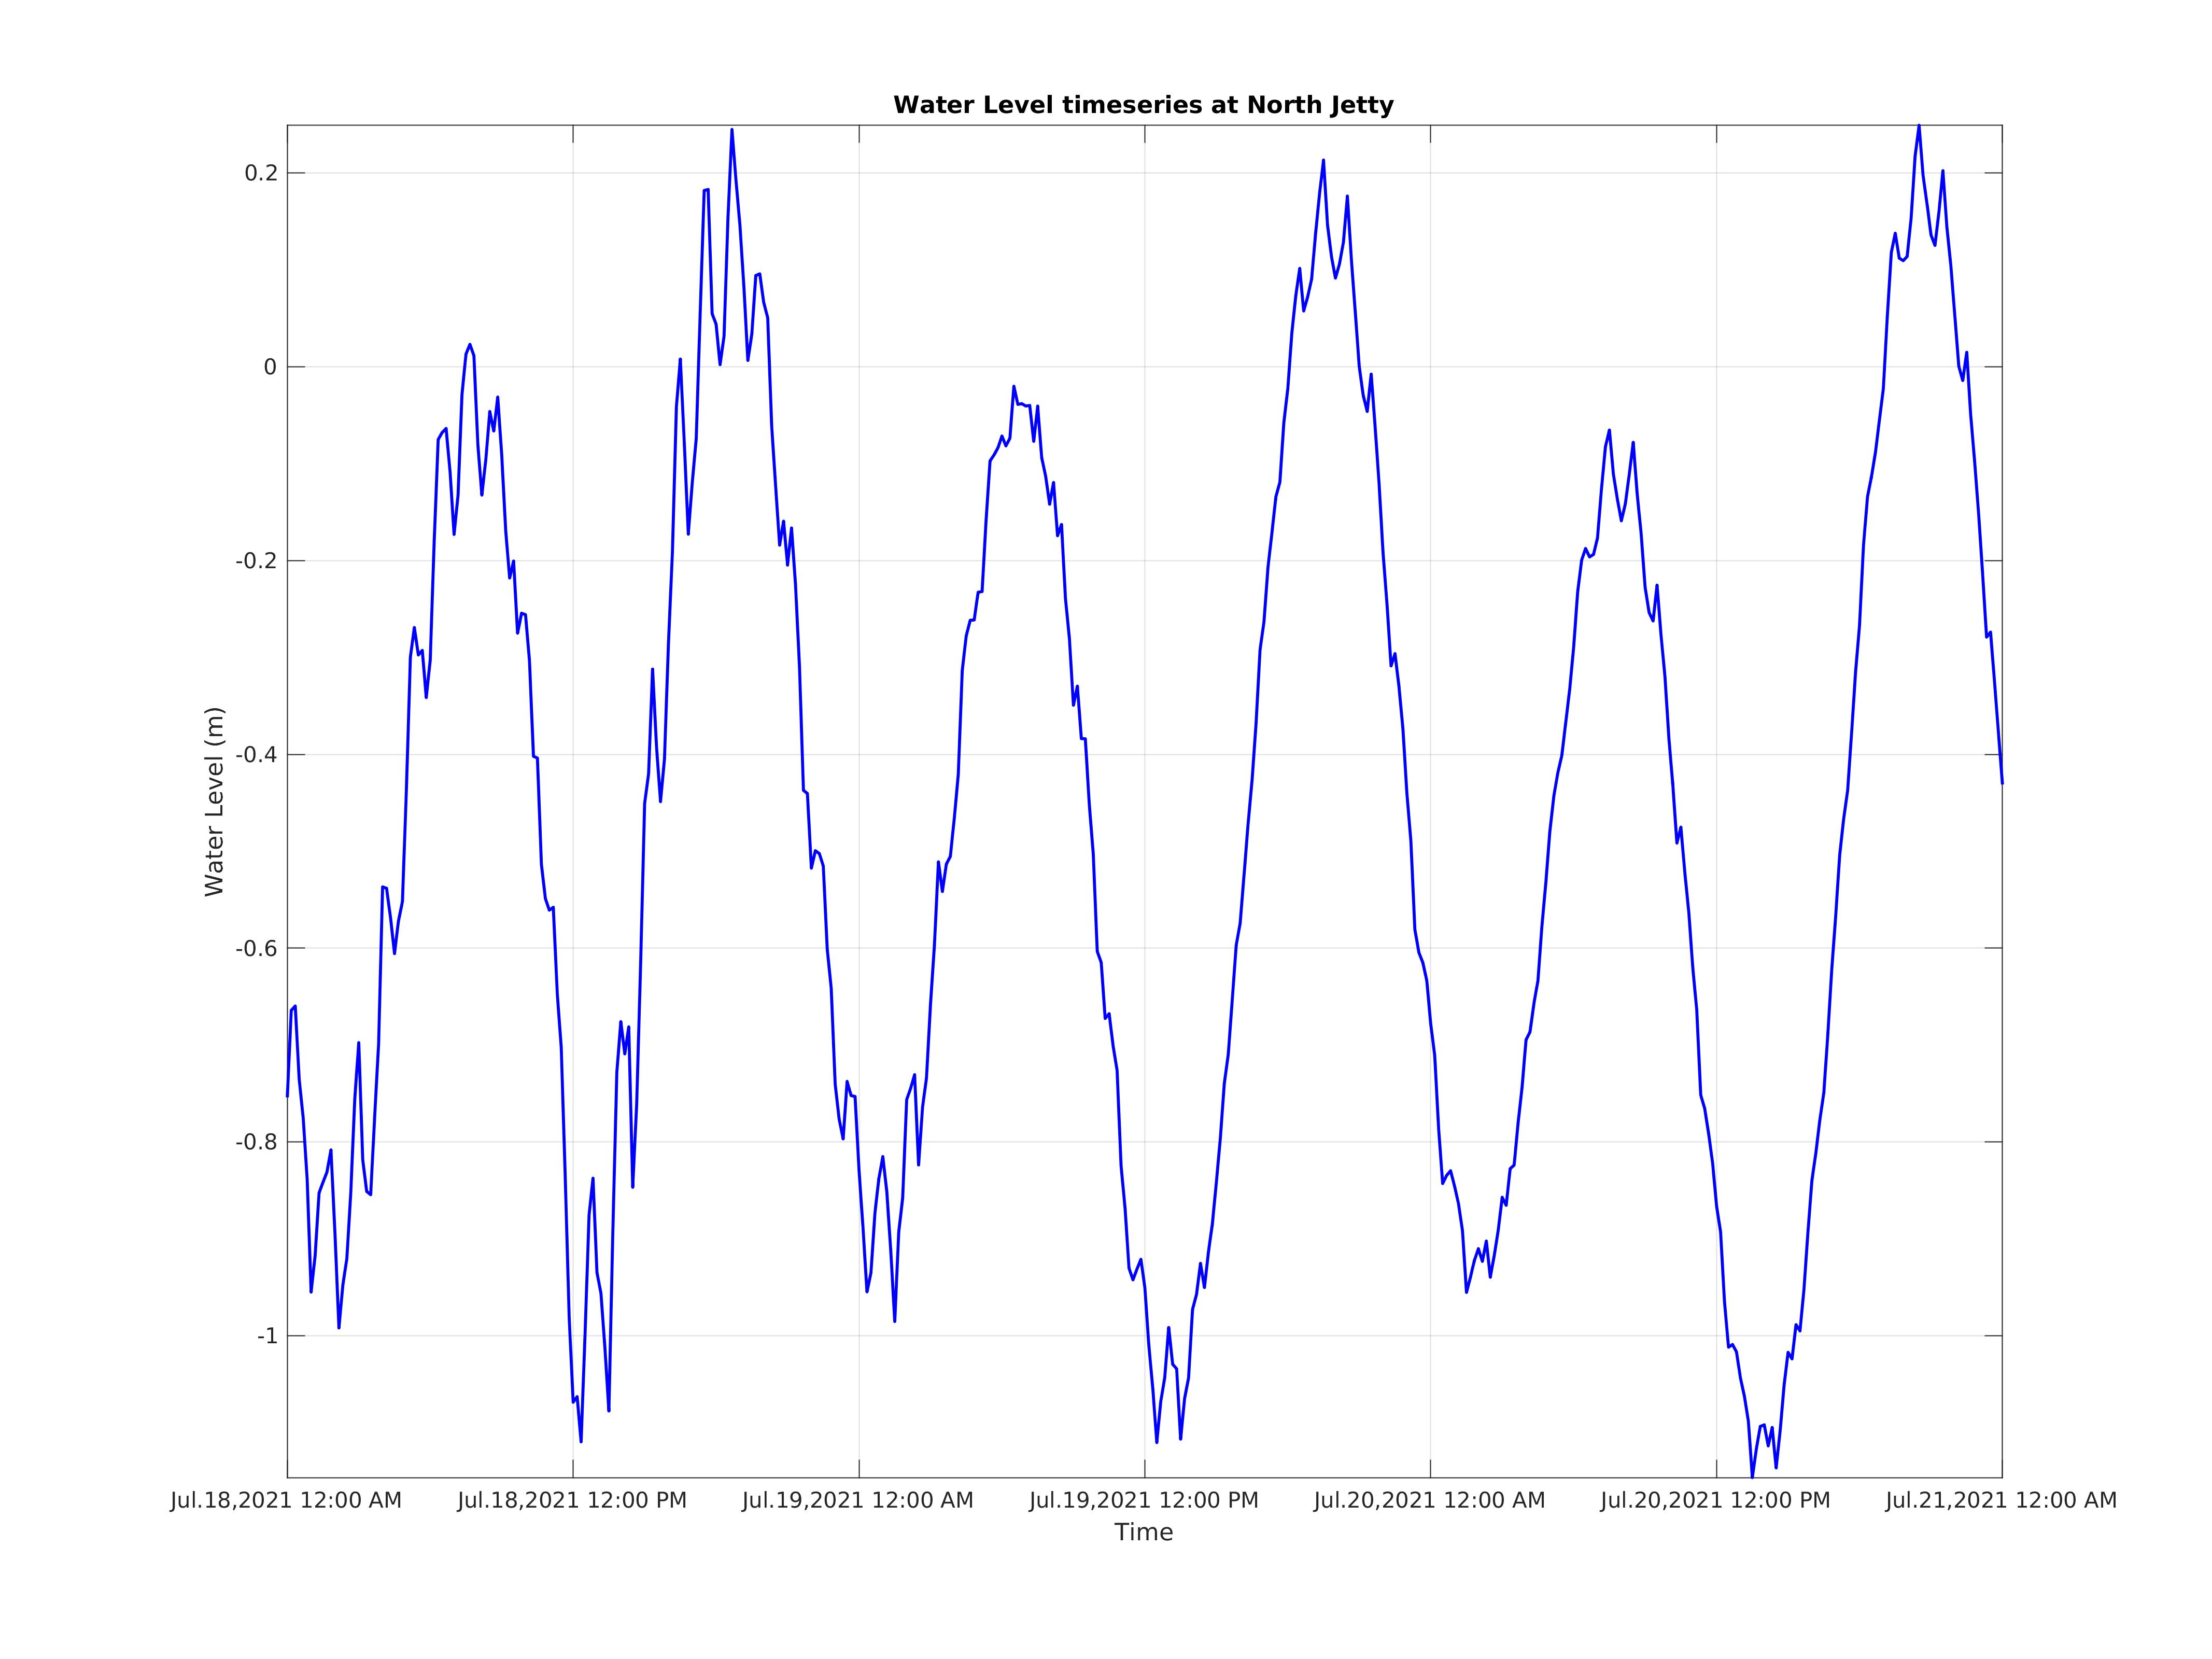 Water Level timeseries at North Jetty
0.2
0
-0.2
-0.4
-0.6
-0.8
-1
Water Level (m)
Jul.18,2021 12:00 AM
Jul.18,2021 12:00 PM
Jul.19,2021 12:00 AM
Jul.19,2021 12:00 PM
Jul.20,2021 12:00 AM
Jul.20,2021 12:00 PM
Jul.21,2021 12:00 AM
Time